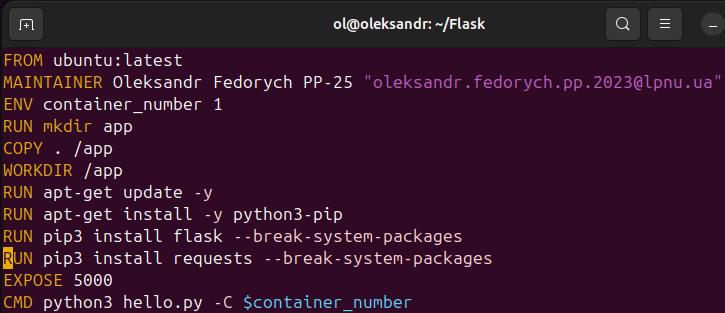 ol@oleksandr: ~/Flask
FROM ubuntu:latest
MAINTAINER Oleksandr Fedorych PP-25 "oleksandr.fedorych.pp.2023@lpnu.ua"
ENV container_number 1
RUN mkdir app
COPY . /app
WORKDIR /app
RUN apt-get update -y
RUN apt-get install -y python3-pip
RUN pip3 install flask --break-system-packages
RUN pip3 install requests --break-system-packages
EXPOSE 5000
CMD python3 hello.py -C $container_number